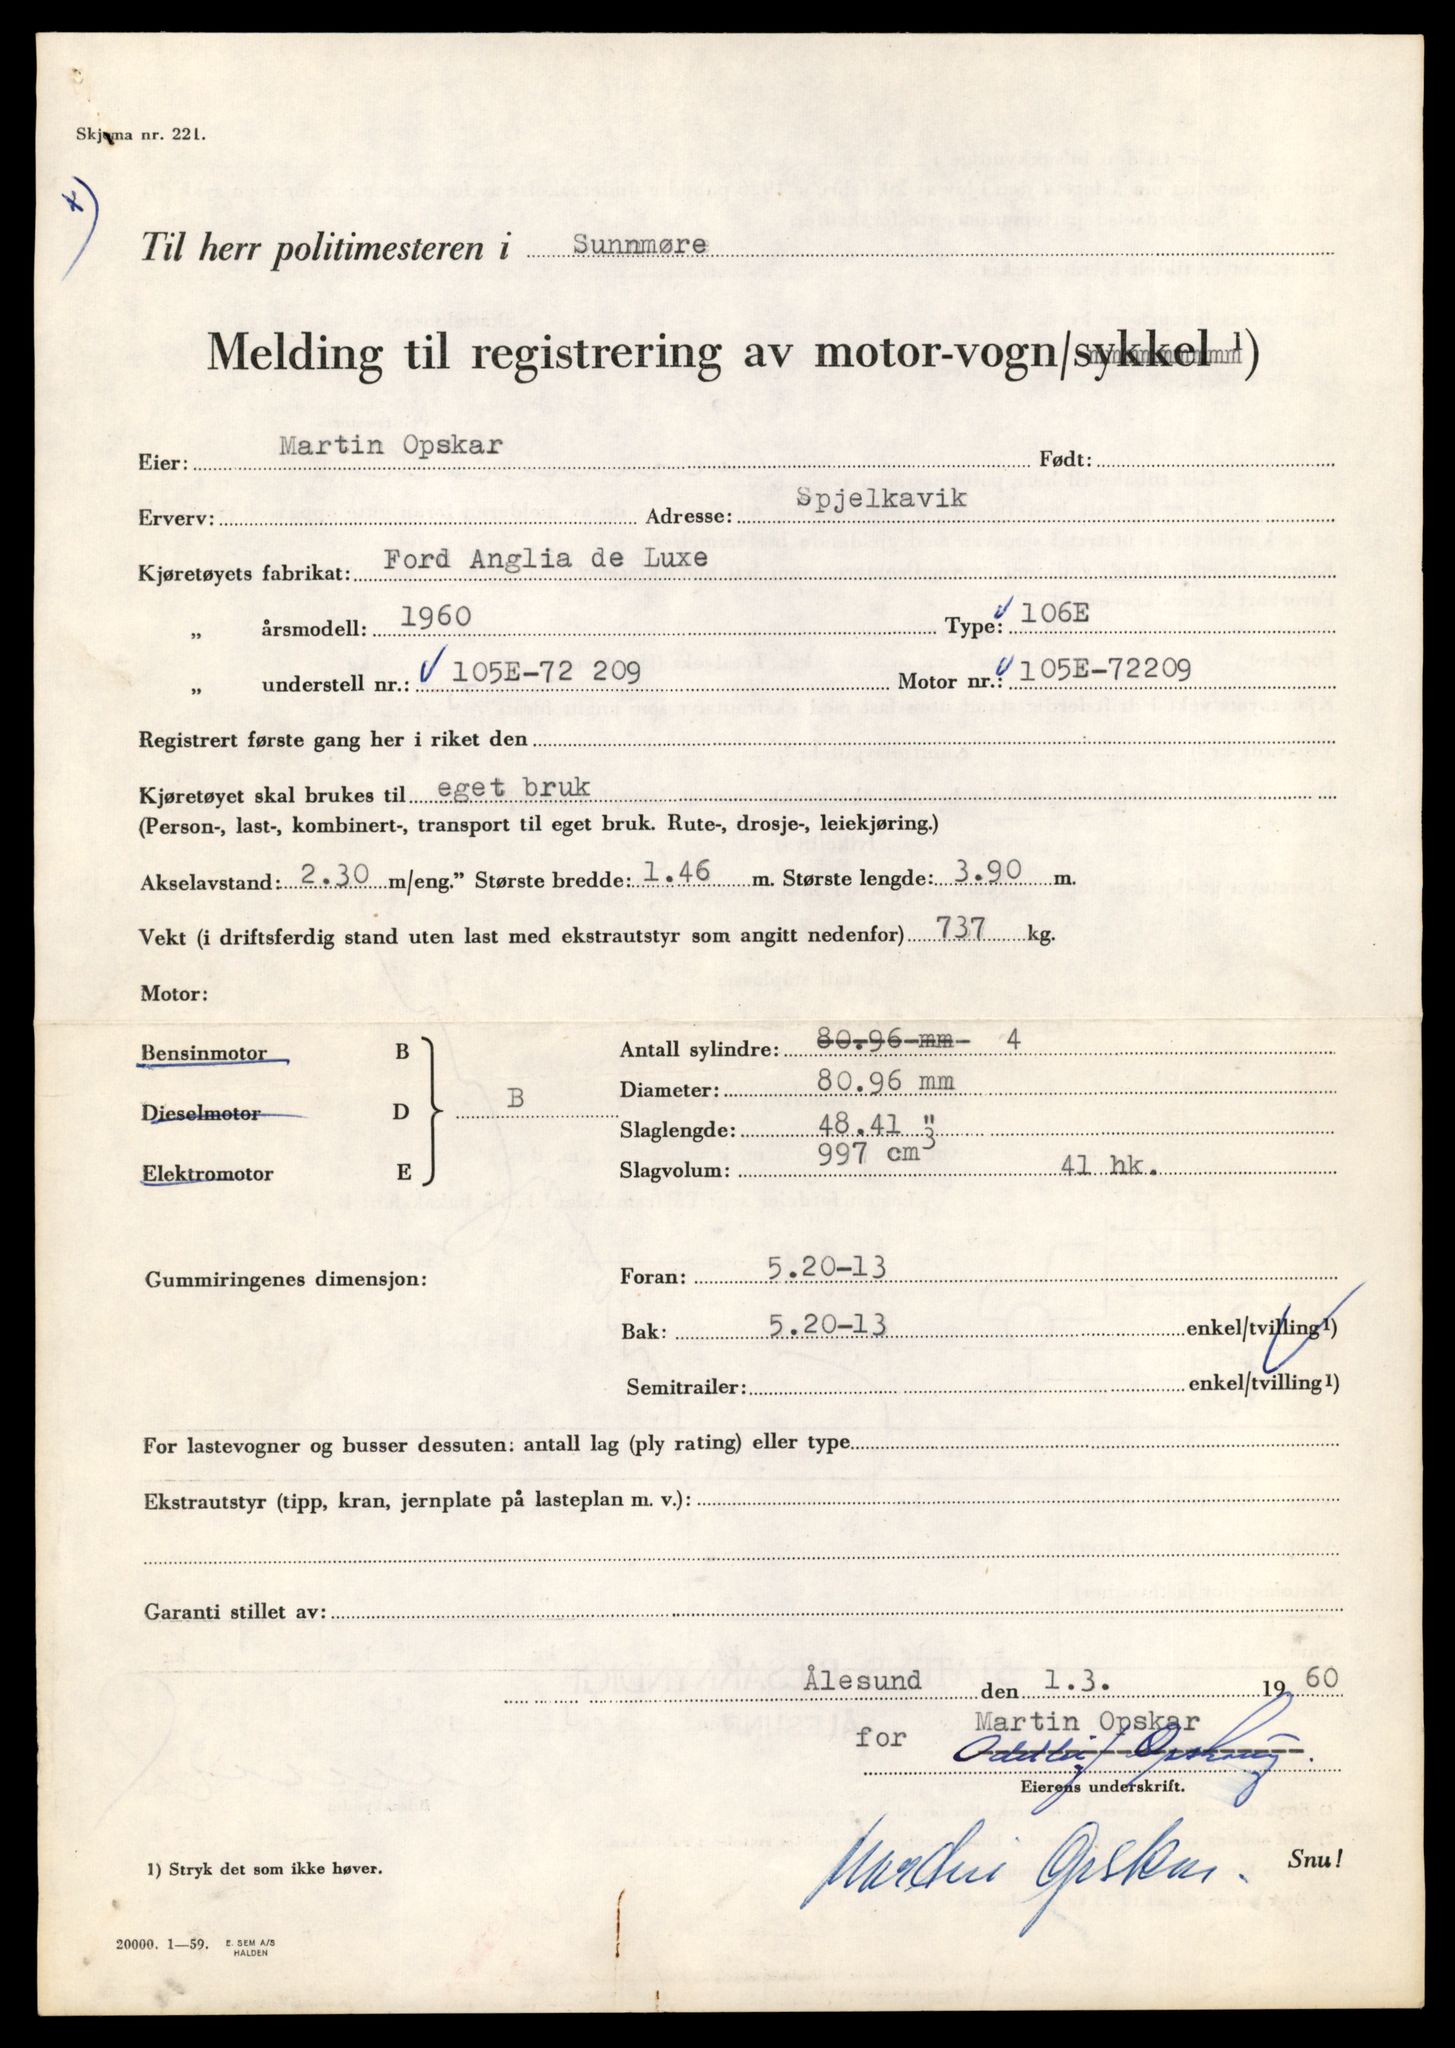 Skjema nr. 221.
Til herr politimesteren i Sunnmøre
Melding til registrering av motor-vogn/sykkel 1)
Eier: Martin Opskar Født:
Erverv: Adresse: Spjelkavik
Kjøretøyets fabrikat: Ford Anglia de Luxe
„ årsmodell: 1960 Type: 106E
„ understell nr.: 105E-72 209 Motor nr.: 105E-72209
Registrert første gang her i riket den
Kjøretøyet skal brukes til eget bruk
(Person-, last-, kombinert-, transport til eget bruk. Rute-, drosje-, leiekjøring.)
Akselavstand: 2.30 m/eng.” Største bredde: 1.46 m. Største lengde: 3.90 m.
Vekt (i driftsferdig stand uten last med ekstrautstyr som angitt nedenfor) 737 kg.
Motor:
Bensinmotor B Antall sylindre: 80.96 mm 4
Diameter: 80.96 mm
Dieselmotor D B
Slaglengde: 48.41 "
Elektromotor E Slagvolum: 997 cm3 41 hk.
Gummiringenes dimensjon: Foran: 5.20-13
Bak: 5.20-13 enkel/tvilling1)
Semitrailer: enkel/tvilling1)
For lastevogner og busser dessuten: antall lag (ply rating) eller type
Ekstrautstyr (tipp, kran, jernplate på lasteplan m. v.):
Garanti stillet av:
Ålesund den 1.3. 1960
for Martin Opskar
Eierens underskrift.
Martin Opskar.
Snu!
1) Stryk det som ikke høver.
20000. 1—59. E. SEM A/S
HALDEN